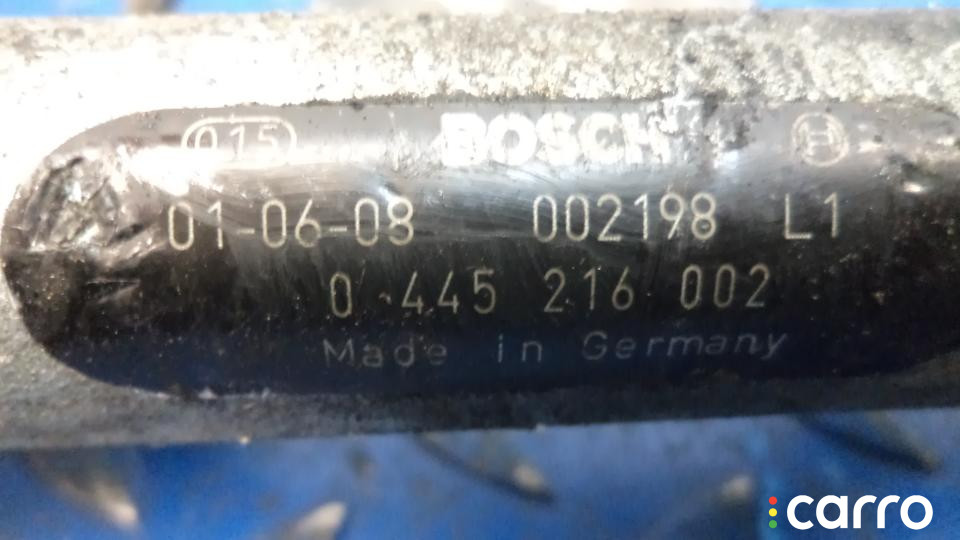 015 BOSCH
01-06-08 002198 L1
0 445 216 002
Made in Germany
carro